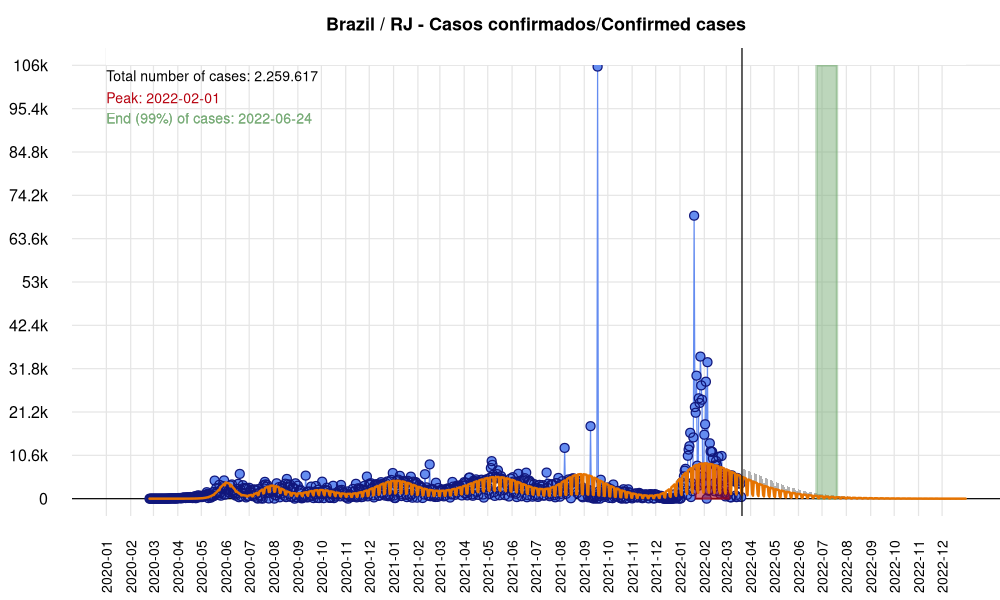 Brazil / RJ - Casos confirmados/Confirmed cases
Total number of cases: 2.259.617
Peak: 2022-02-01
End (99%) of cases: 2022-06-24
106k
95.4k
84.8k
74.2k
63.6k
53k
42.4k
31.8k
21.2k
10.6k
0
2020-01
2020-02
2020-03
2020-04
2020-05
2020-06
2020-07
2020-08
2020-09
2020-10
2020-11
2020-12
2021-01
2021-02
2021-03
2021-04
2021-05
2021-06
2021-07
2021-08
2021-09
2021-10
2021-11
2021-12
2022-01
2022-02
2022-03
2022-04
2022-05
2022-06
2022-07
2022-08
2022-09
2022-10
2022-11
2022-12